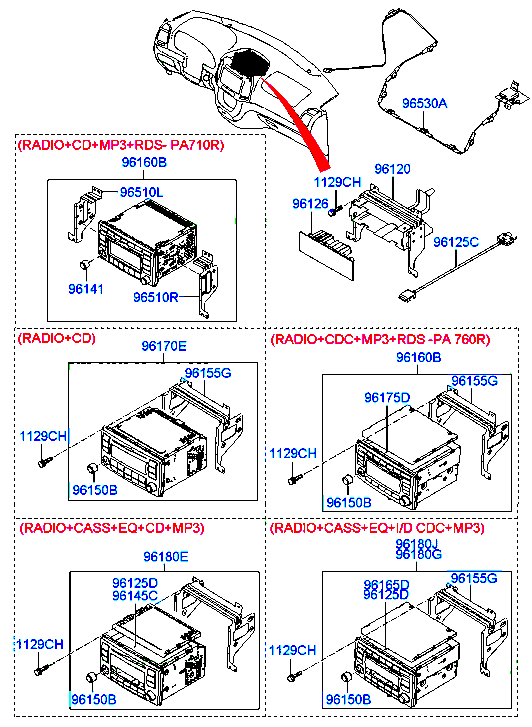 96530A
(RADIO+CD+MP3+RDS- PA710R)
96160B
96510L
96141
96510R
1129CH
96120
96126
96125C
(RADIO+CD)
96170E
96155G
1129CH
96150B
(RADIO+CDC+MP3+RDS -PA 760R)
96160B
96155G
96175D
1129CH
96150B
(RADIO+CASS+EQ+CD+MP3)
96180E
96125D
96145C
1129CH
96150B
(RADIO+CASS+EQ+I/D CDC+MP3)
96180J
96180G
96155G
96165D
96125D
1129CH
96150B